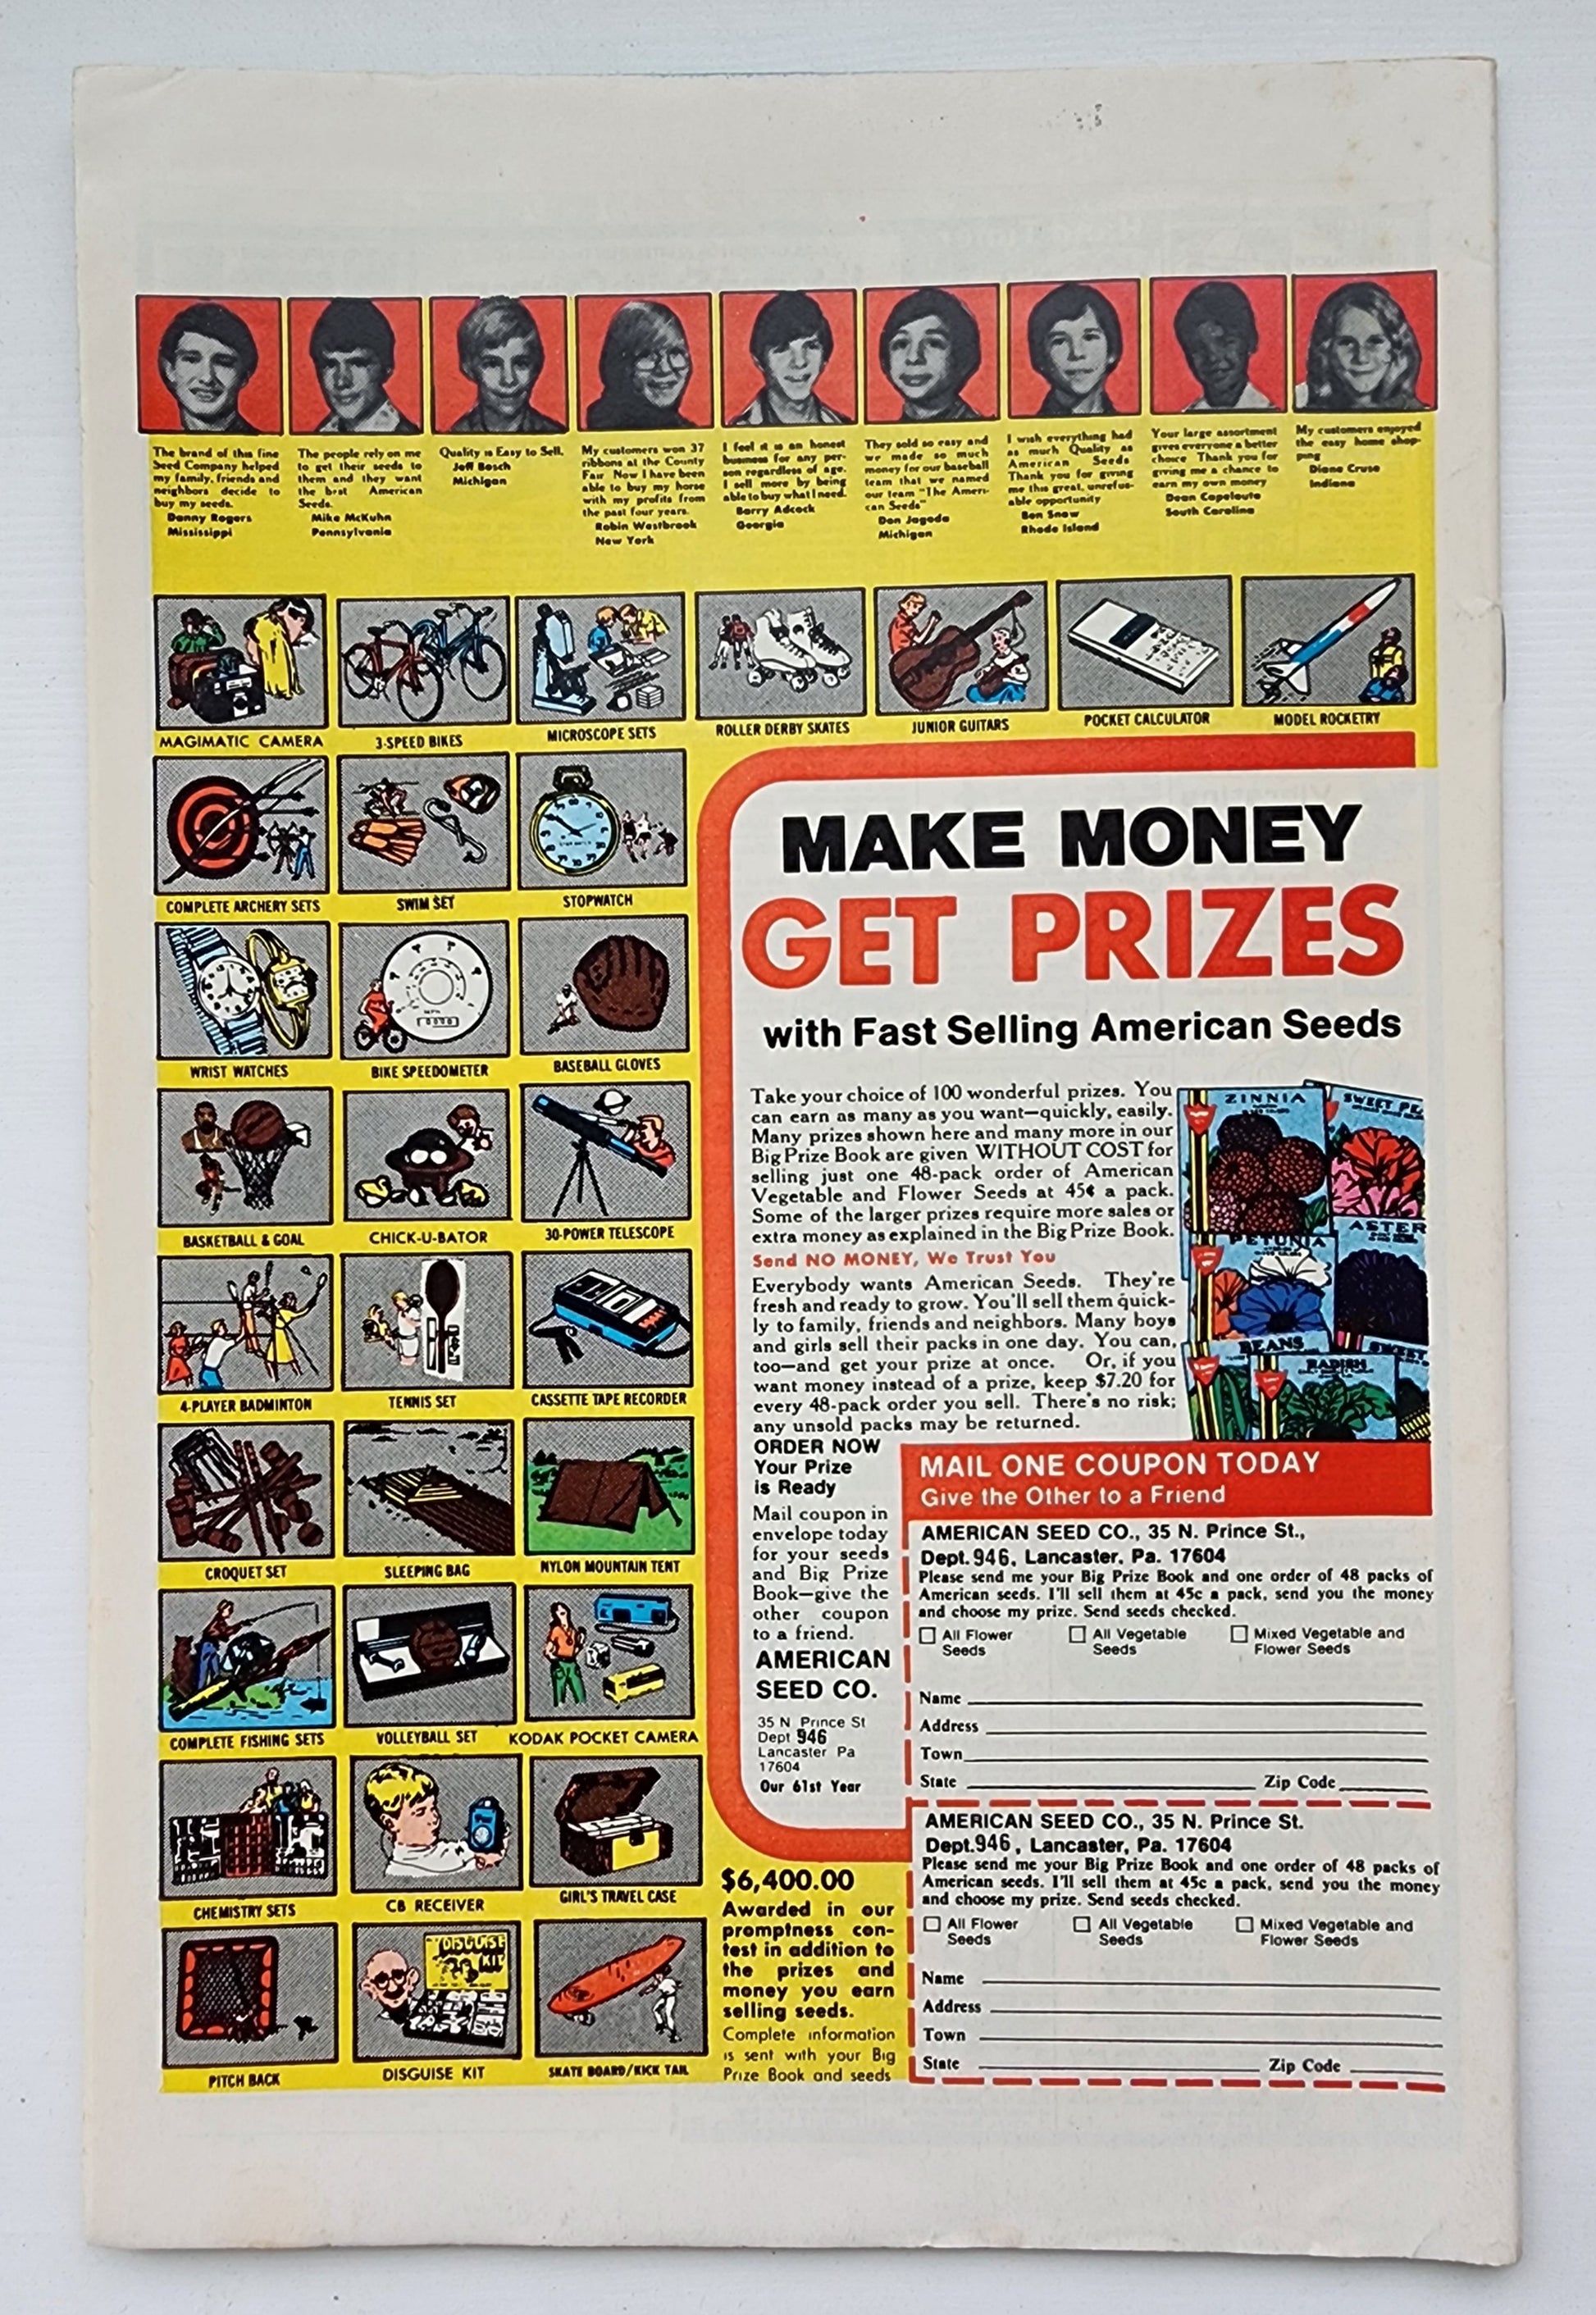 The brand of this fine
Seed Company helped
my family, friends and
neighbors decide to
buy my seeds.
Danny Rogers
Mississippi
The people rely on me
to get their seeds to
them and they want
the best American
Seeds.
Mike McKuhn
Pennsylvania
Quality is Easy to Sell.
Jeff Bosch
Michigan
My customers won 37
ribbons at the County
Fair Now I have been
able to buy my horse
with my profits from
the past four years.
Robin Westbrook
New York
I feel it is an honest
business for any per-
son regardless of age.
I sell more by being
able to buy what I need.
Barry Adcock
Georgia
They sold so easy and
we made so much
money for our baseball
team that we named
our team "The Ameri-
can Seeds"
Don Jagoda
Michigan
I wish everything had
as much Quality as
American Seeds
Thank you for giving
me this great, unrefus-
able opportunity
Ben Snow
Rhode Island
Your large assortment
gives everyone a better
choice Thank you for
giving me a chance to
earn my own money
Dean Capelouto
South Carolina
My customers enjoyed
the easy home shop-
ping
Diane Cruse
Indiana
MAGIMATIC CAMERA
3-SPEED BIKES
MICROSCOPE SETS
ROLLER DERBY SKATES
JUNIOR GUITARS
POCKET CALCULATOR
MODEL ROCKETRY
COMPLETE ARCHERY SETS
SWIM SET
STOPWATCH
WRIST WATCHES
BIKE SPEEDOMETER
BASEBALL GLOVES
BASKETBALL & GOAL
CHICK-U-BATOR
30-POWER TELESCOPE
4-PLAYER BADMINTON
TENNIS SET
CASSETTE TAPE RECORDER
CROQUET SET
SLEEPING BAG
NYLON MOUNTAIN TENT
COMPLETE FISHING SETS
VOLLEYBALL SET
KODAK POCKET CAMERA
CHEMISTRY SETS
CB RECEIVER
GIRL'S TRAVEL CASE
DISGUISE
KIT
PITCH BACK
DISGUISE KIT
SKATE BOARD/KICK TAIL
MAKE MONEY
GET PRIZES
with Fast Selling American Seeds
Take your choice of 100 wonderful prizes. You
can earn as many as you want—quickly, easily.
Many prizes shown here and many more in our
Big Prize Book are given WITHOUT COST for
selling just one 48-pack order of American
Vegetable and Flower Seeds at 45¢ a pack.
Some of the larger prizes require more sales or
extra money as explained in the Big Prize Book.
Send NO MONEY, We Trust You
Everybody wants American Seeds. They're
fresh and ready to grow. You'll sell them quick-
ly to family, friends and neighbors. Many boys
and girls sell their packs in one day. You can,
too—and get your prize at once. Or, if you
want money instead of a prize, keep $7.20 for
every 48-pack order you sell. There's no risk;
any unsold packs may be returned.
ZINNIA
SWEET PE
ASTER
PETUNIA
BEANS
RADISH
SWEET
ORDER NOW
Your Prize
is Ready
Mail coupon in
envelope today
for your seeds
and Big Prize
Book—give the
other coupon
to a friend.
AMERICAN
SEED CO.
35 N Prince St
Dept 946
Lancaster Pa
17604
Our 61st Year
$6,400.00
Awarded in our
promptness con-
test in addition to
the prizes and
money you earn
selling seeds.
Complete information
is sent with your Big
Prize Book and seeds
MAIL ONE COUPON TODAY
Give the Other to a Friend
AMERICAN SEED CO., 35 N. Prince St.,
Dept. 946, Lancaster, Pa. 17604
Please send me your Big Prize Book and one order of 48 packs of
American seeds. I'll sell them at 45c a pack, send you the money
and choose my prize. Send seeds checked.
All Flower Seeds
All Vegetable Seeds
Mixed Vegetable and Flower Seeds
Name
Address
Town
State Zip Code
AMERICAN SEED CO., 35 N. Prince St.
Dept. 946, Lancaster, Pa. 17604
Please send me your Big Prize Book and one order of 48 packs of
American seeds. I'll sell them at 45c a pack, send you the money
and choose my prize. Send seeds checked.
All Flower Seeds
All Vegetable Seeds
Mixed Vegetable and Flower Seeds
Name
Address
Town
State Zip Code